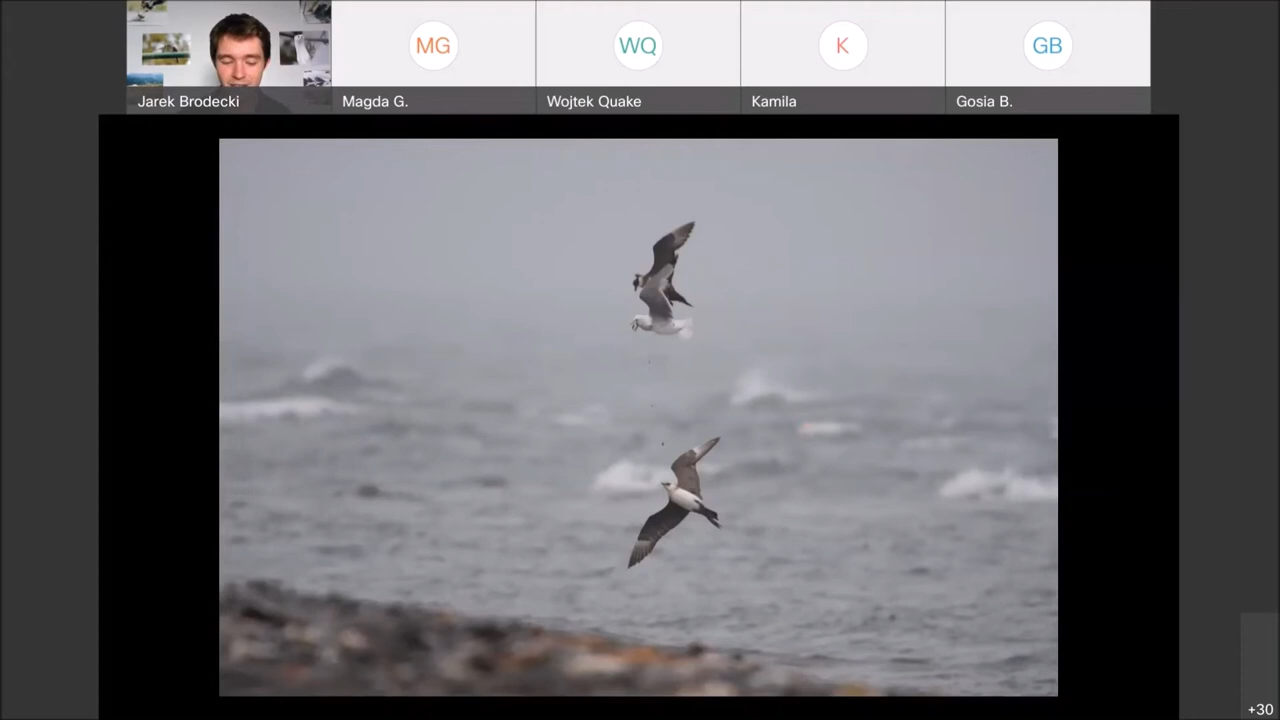 MG
WQ
K
GB
Jarek Brodecki
Magda G.
Wojtek Quake
Kamila
Gosia B.
+30